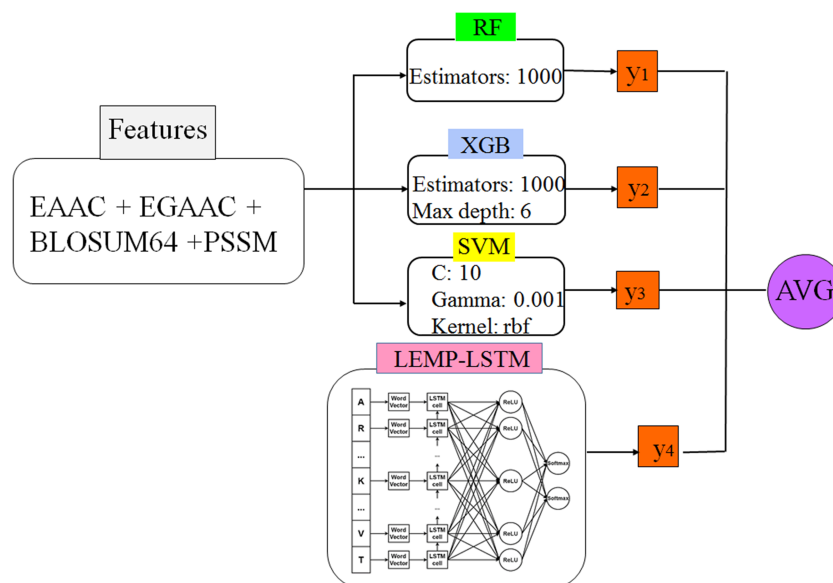 RF
Estimators: 1000
y1
Features
EAAC + EGAAC +
BLOSUM64 +PSSM
XGB
Estimators: 1000
Max depth: 6
y2
SVM
C: 10
Gamma: 0.001
Kernel: rbf
y3
AVG
LEMP-LSTM
A
Word
Vector
LSTM
cell
ReLU
R
Word
Vector
LSTM
cell
ReLU
...
...
Softmax
K
Word
Vector
LSTM
cell
ReLU
Softmax
...
...
V
Word
Vector
LSTM
cell
ReLU
T
Word
Vector
LSTM
cell
ReLU
y4